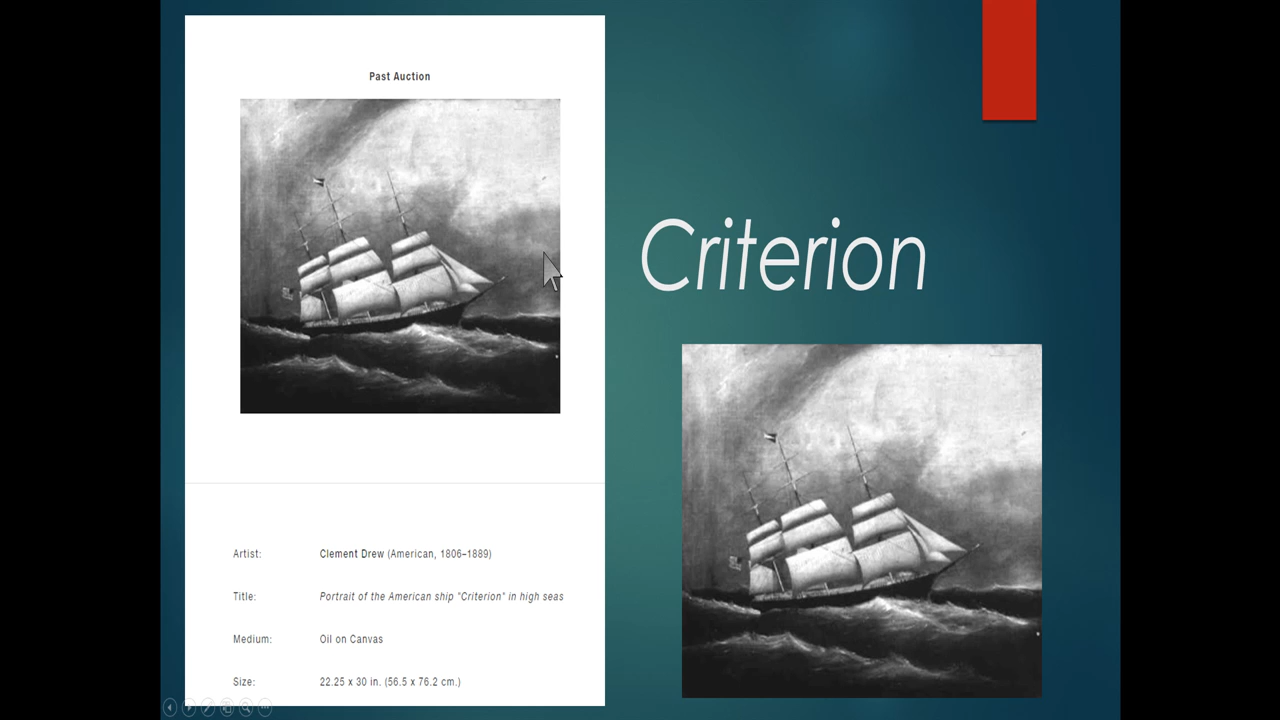 Past Auction
Criterion
Artist: Clement Drew (American, 1806–1889)
Title: Portrait of the American ship "Criterion" in high seas
Medium: Oil on Canvas
Size: 22.25 x 30 in. (56.5 x 76.2 cm.)